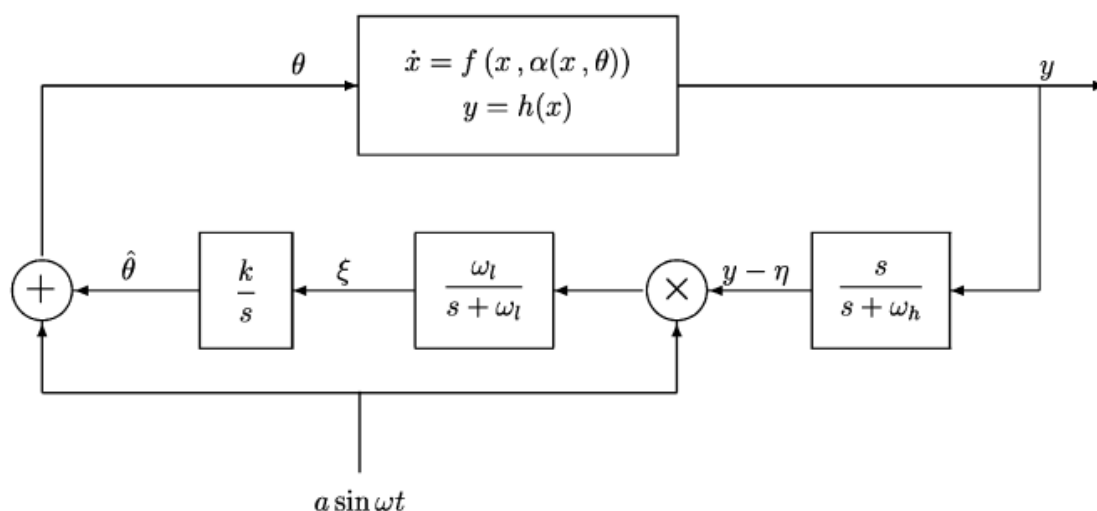 θ
ẋ = f (x , α(x , θ))
y = h(x)
y
+
θ̂
k
s
ξ
ω_l
s + ω_l
×
y − η
s
s + ω_h
a sin ωt